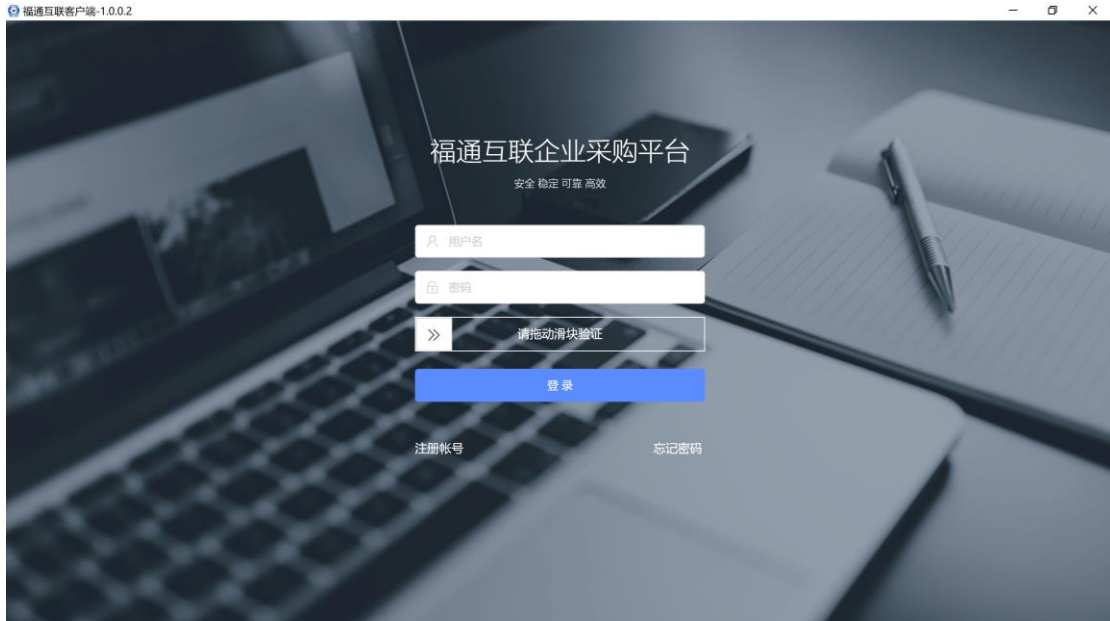 福通互联客户端-1.0.0.2
福通互联企业采购平台
安全 稳定 可靠 高效
用户名
密码
请拖动滑块验证
登录
注册帐号
忘记密码